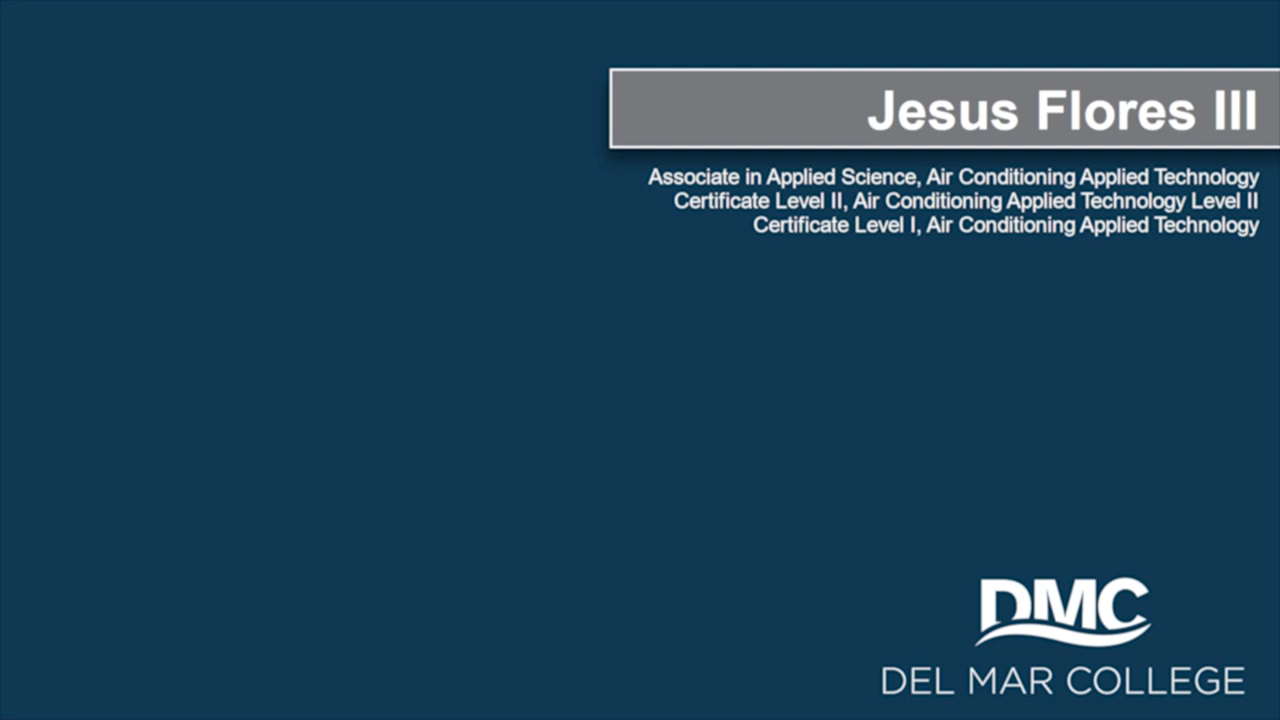 Jesus Flores III
Associate in Applied Science, Air Conditioning Applied Technology
Certificate Level II, Air Conditioning Applied Technology Level II
Certificate Level I, Air Conditioning Applied Technology
DMC
DEL MAR COLLEGE